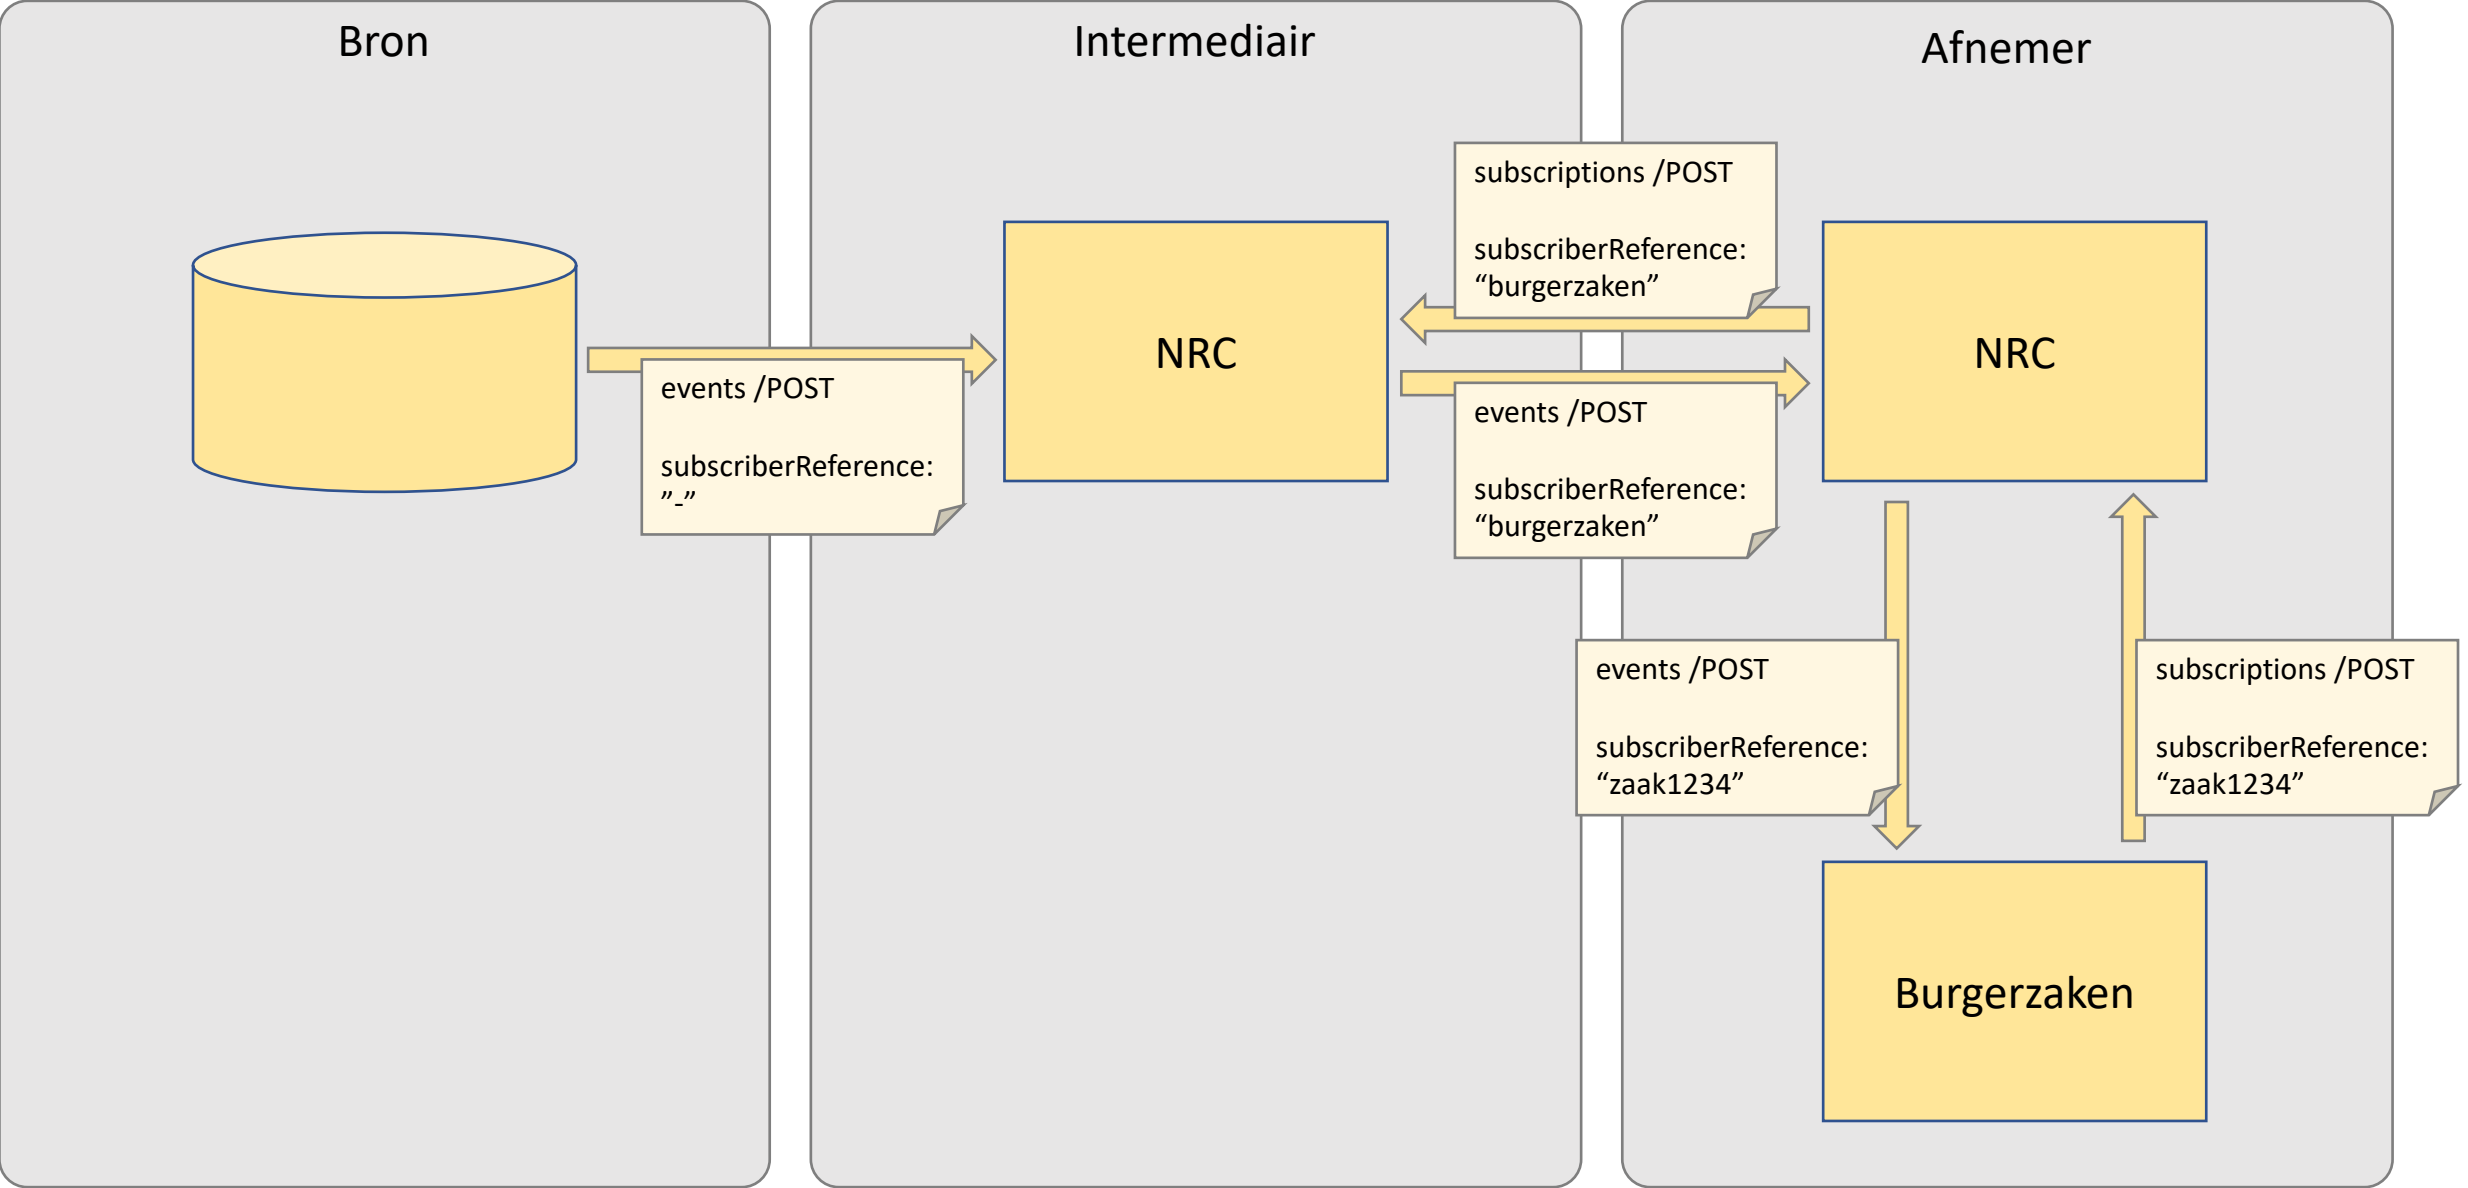 Bron
Intermediair
Afnemer
subscriptions /POST
subscriberReference:
“burgerzaken”
NRC
NRC
events /POST
subscriberReference:
”-”
events /POST
subscriberReference:
“burgerzaken”
events /POST
subscriberReference:
“zaak1234”
subscriptions /POST
subscriberReference:
“zaak1234”
Burgerzaken